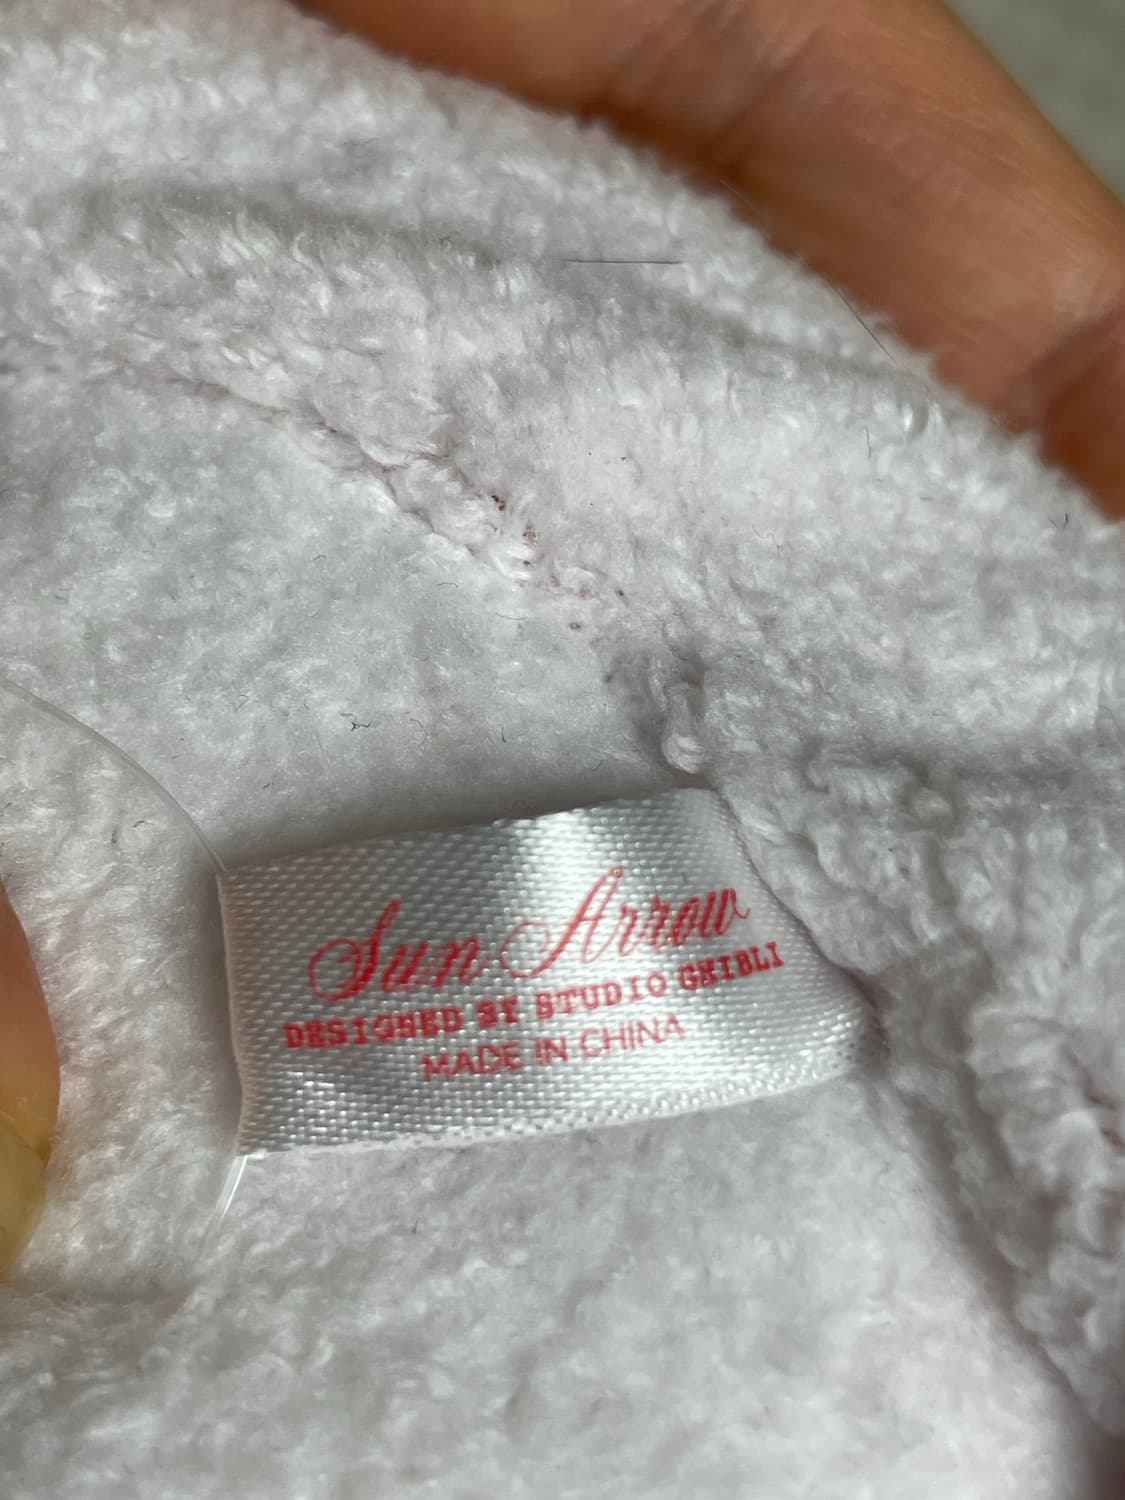 Sun Arrow
DESIGNED BY STUDIO GHIBLI
MADE IN CHINA